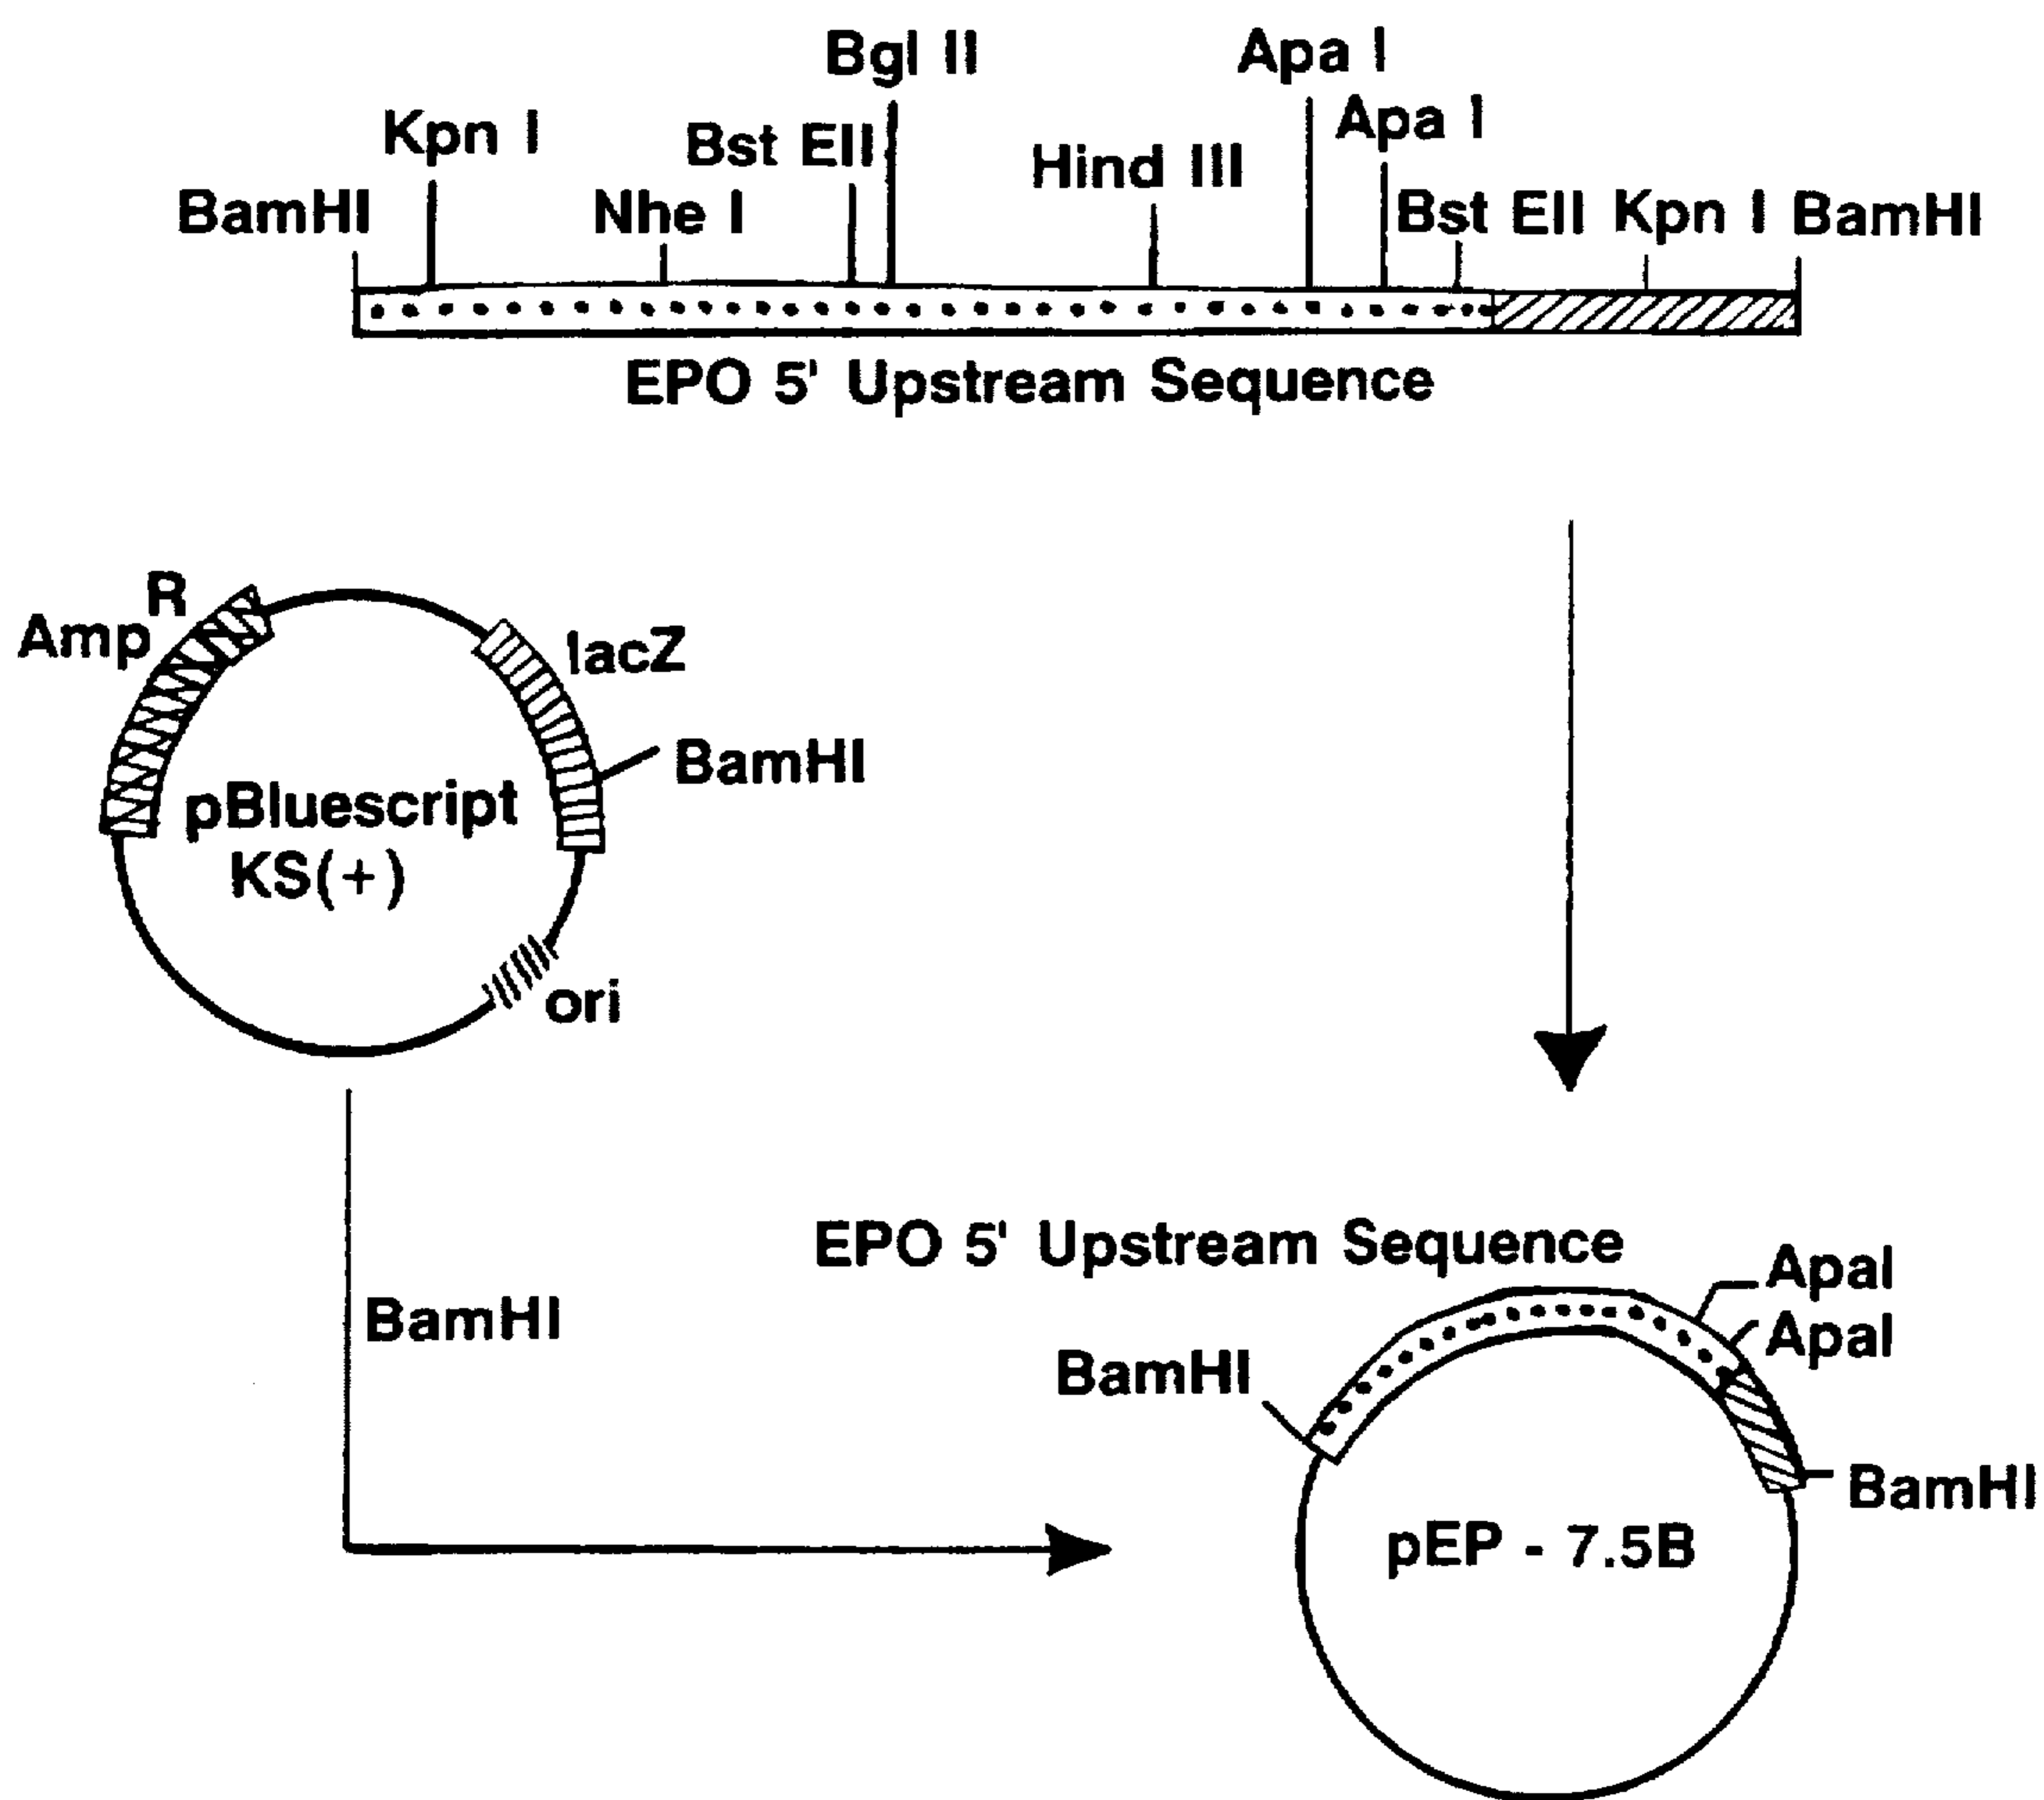 Bgl II
Apa I
Kpn I
Bst EII
Apa I
Hind III
BamHI
Nhe I
Bst EII
Kpn I
BamHI
EPO 5' Upstream Sequence
R
Amp
lacZ
BamHI
pBluescript
KS(+)
ori
EPO 5' Upstream Sequence
ApaI
BamHI
ApaI
BamHI
BamHI
pEP - 7.5B